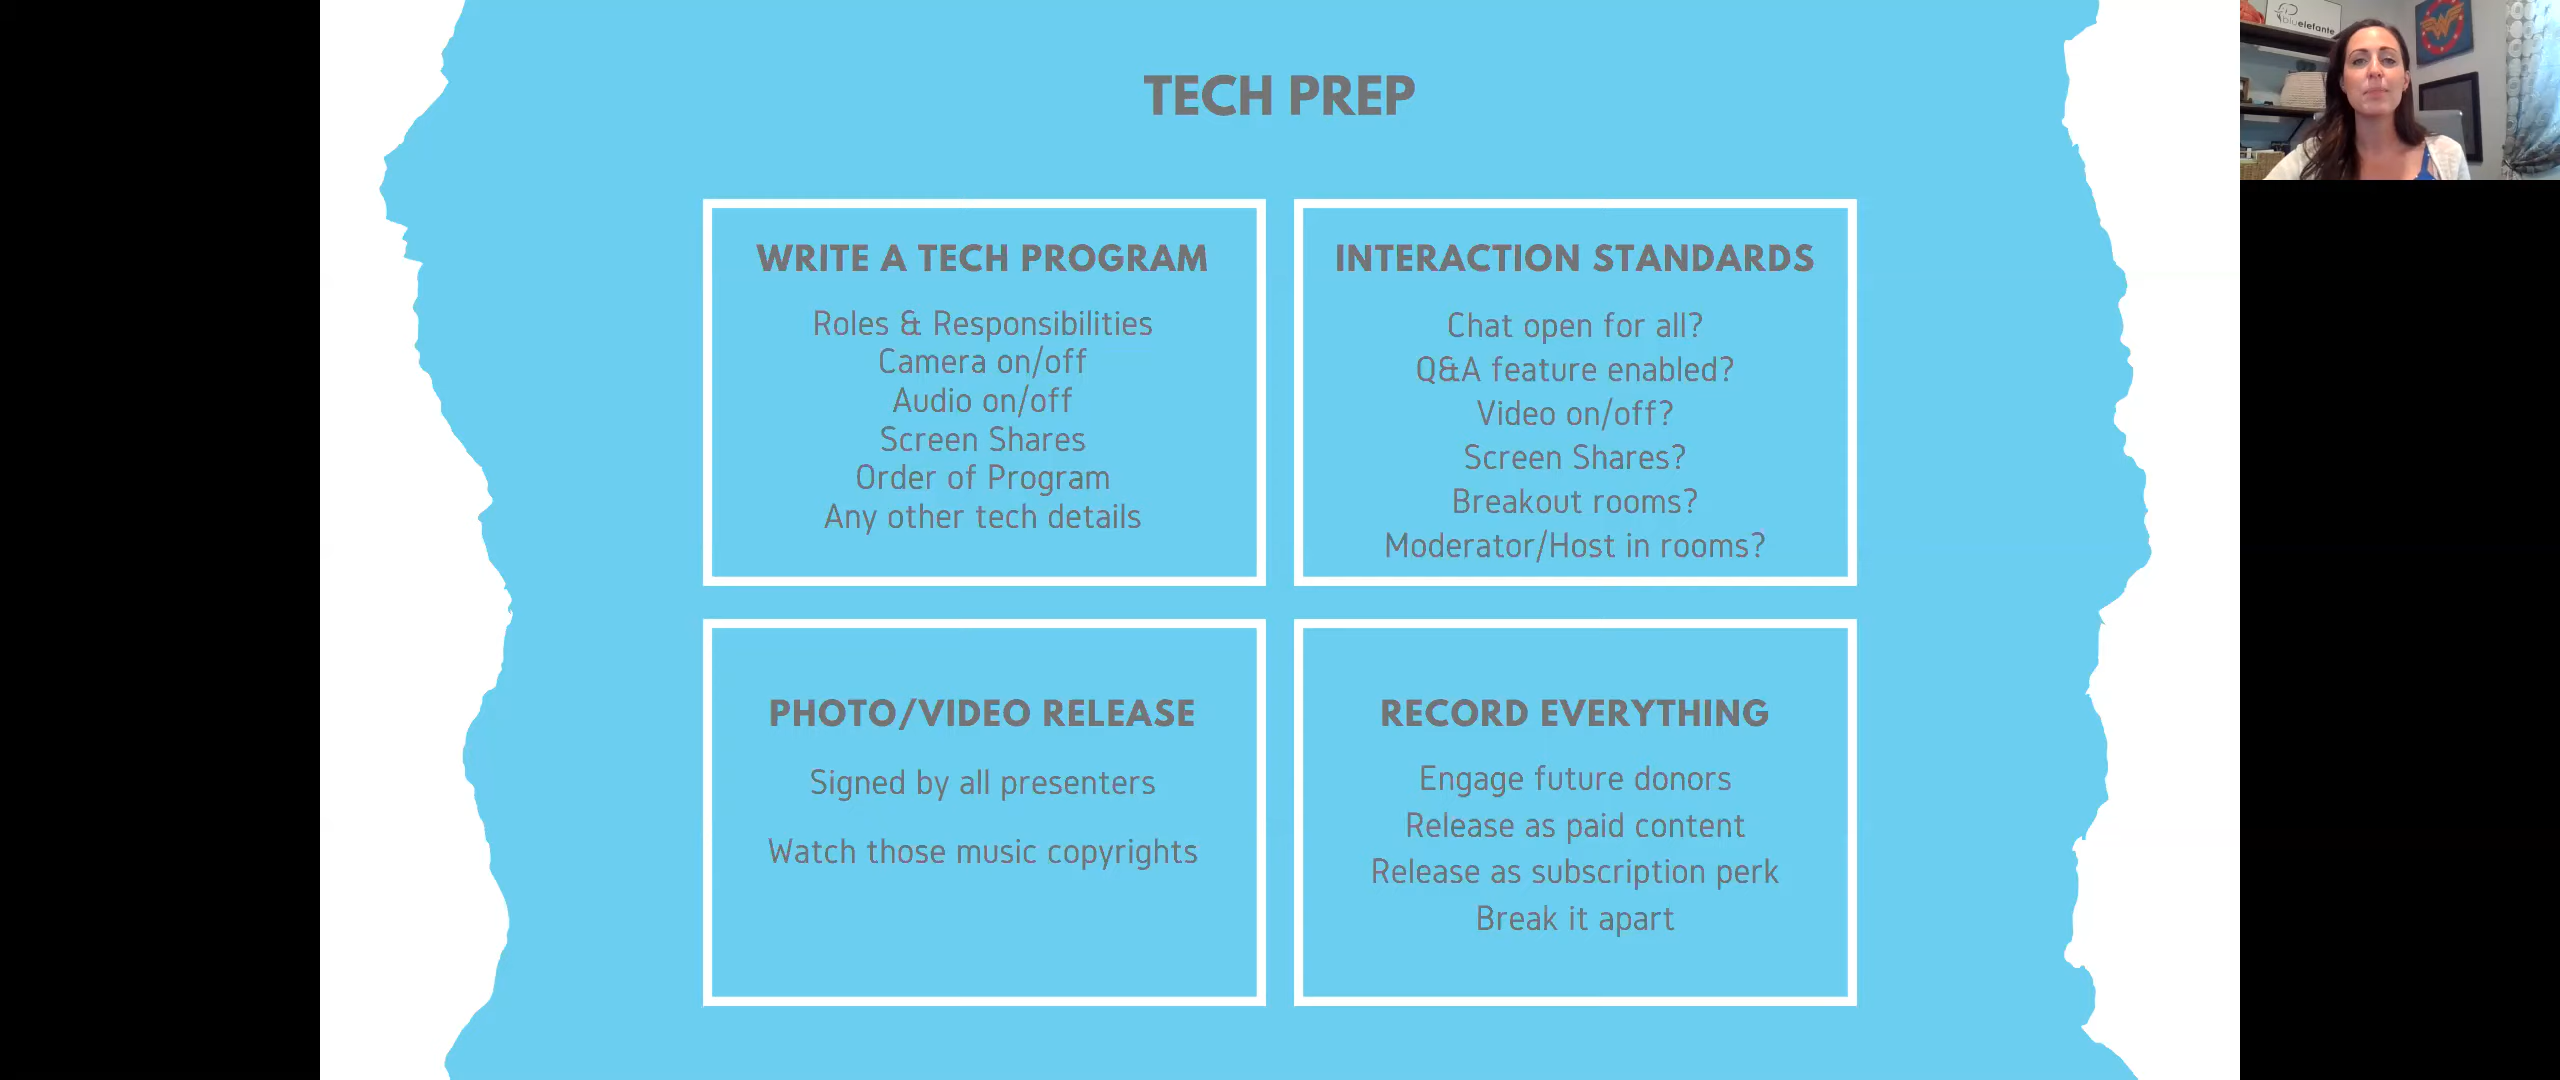 TECH PREP
WRITE A TECH PROGRAM
Roles & Responsibilities
Camera on/off
Audio on/off
Screen Shares
Order of Program
Any other tech details
INTERACTION STANDARDS
Chat open for all?
Q&A feature enabled?
Video on/off?
Screen Shares?
Breakout rooms?
Moderator/Host in rooms?
PHOTO/VIDEO RELEASE
Signed by all presenters
Watch those music copyrights
RECORD EVERYTHING
Engage future donors
Release as paid content
Release as subscription perk
Break it apart
bluelefante